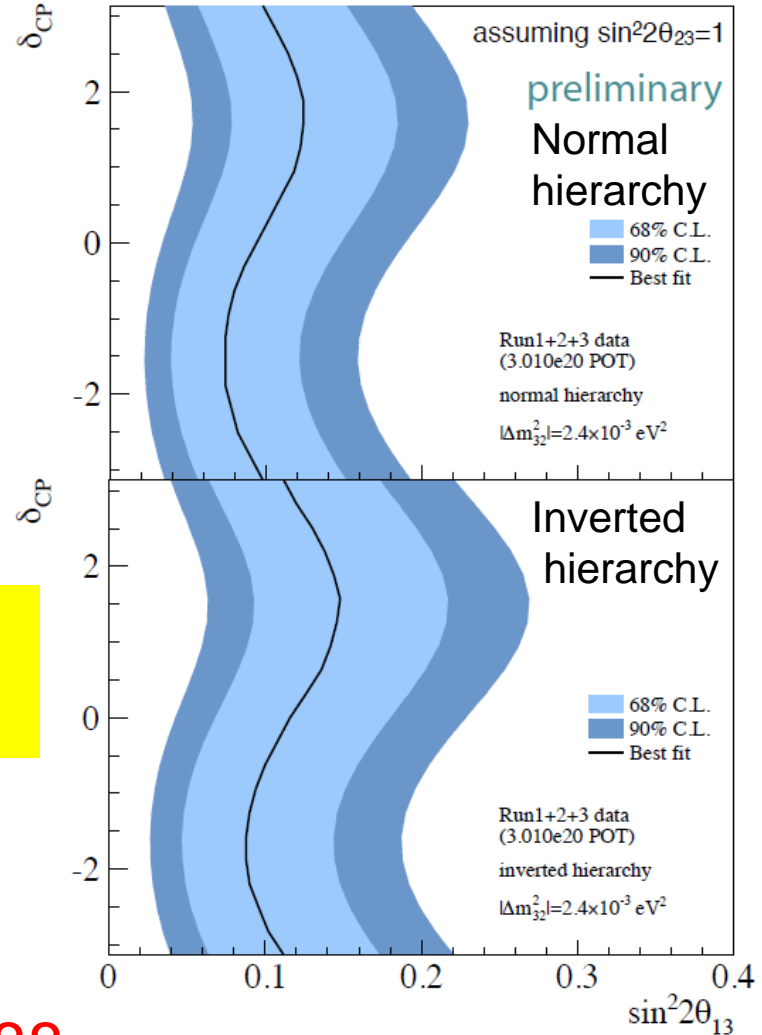 δCP
assuming sin²2θ23=1
preliminary
Normal
hierarchy
68% C.L.
90% C.L.
Best fit
Run1+2+3 data
(3.010e20 POT)
normal hierarchy
|Δm²32|=2.4×10-3 eV2
2
0
-2
δCP
Inverted
hierarchy
68% C.L.
90% C.L.
Best fit
Run1+2+3 data
(3.010e20 POT)
inverted hierarchy
|Δm²32|=2.4×10-3 eV2
2
0
-2
0 0.1 0.2 0.3 0.4
sin²2θ13